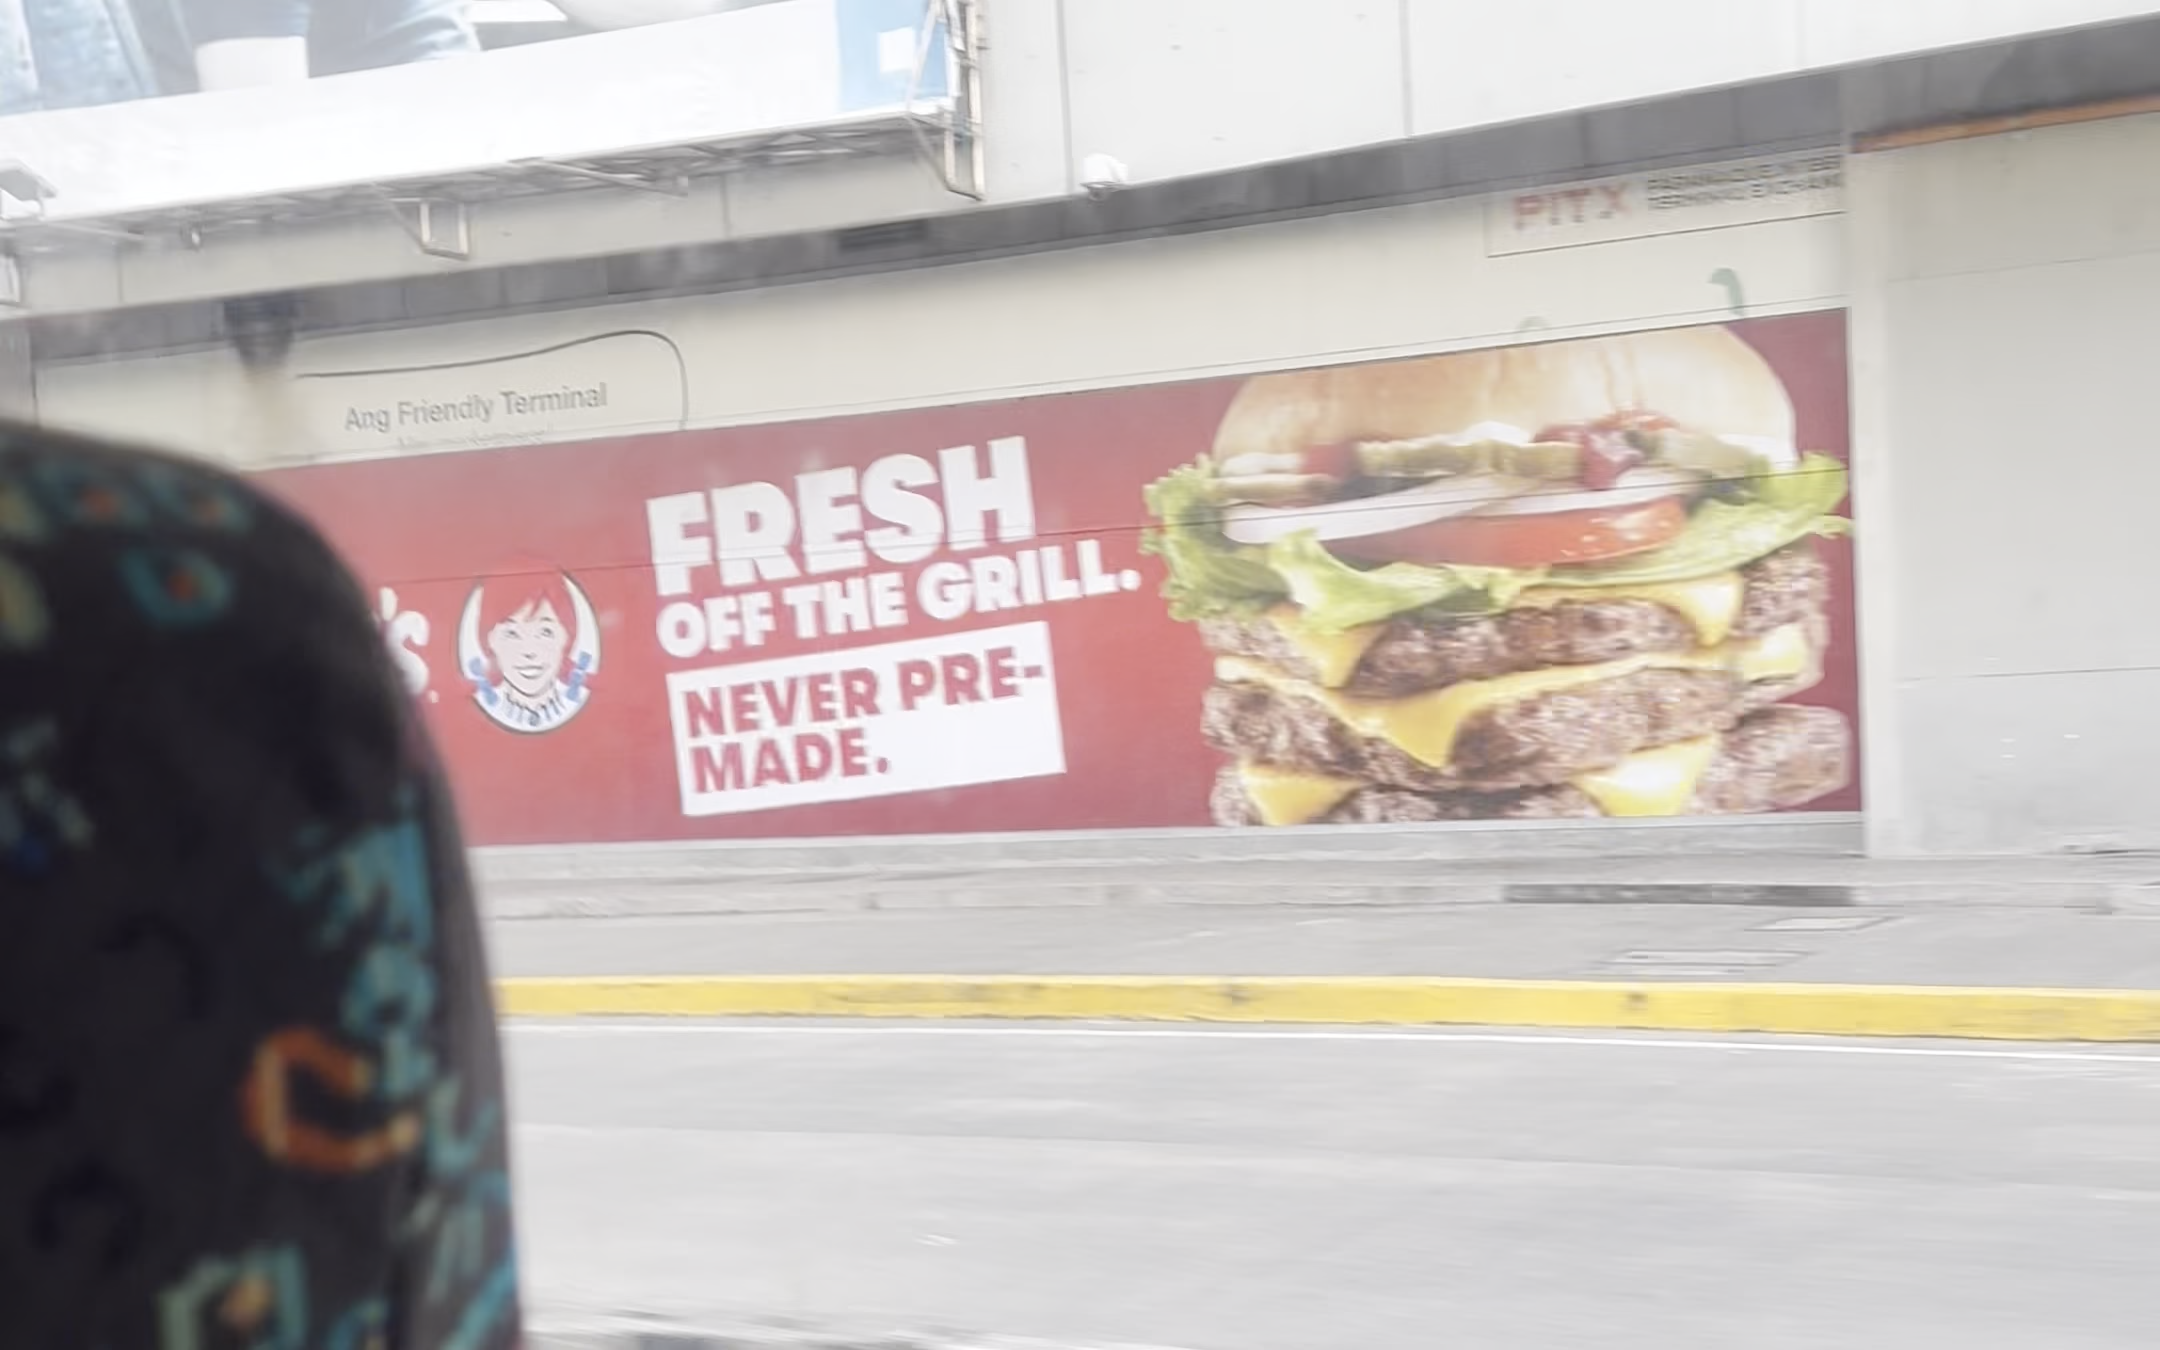 PITX
Ang Friendly Terminal
'S
FRESH
OFF THE GRILL.
NEVER PRE-
MADE.